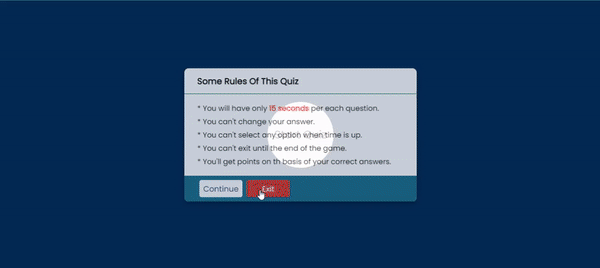 Some Rules Of This Quiz
* You will have only 15 seconds per each question.
* You can't change your answer.
* You can't select any option when time is up.
* You can't exit until the end of the game.
* You'll get points on th basis of your correct answers.
Continue
Exit